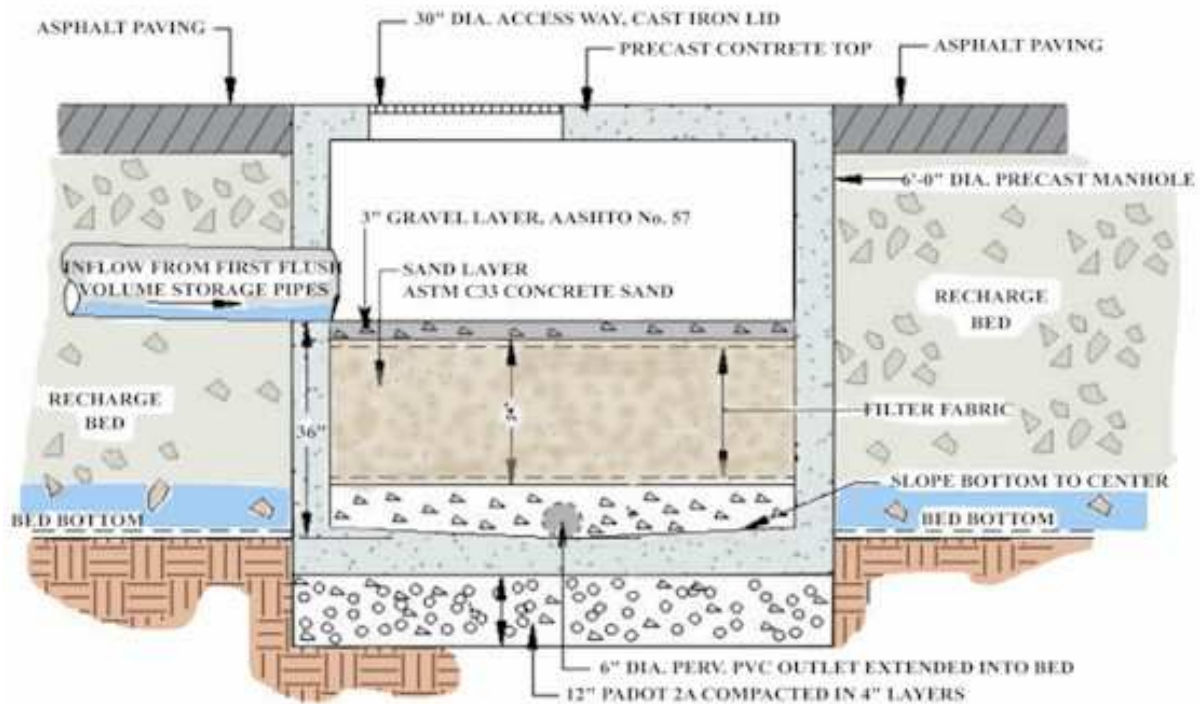 30" DIA. ACCESS WAY, CAST IRON LID
ASPHALT PAVING
PRECAST CONTRETE TOP
ASPHALT PAVING
6'-0" DIA. PRECAST MANHOLE
3" GRAVEL LAYER, AASHTO No. 57
INFLOW FROM FIRST FLUSH
VOLUME STORAGE PIPES
SAND LAYER
ASTM C33 CONCRETE SAND
RECHARGE
BED
RECHARGE
BED
36"
FILTER FABRIC
SLOPE BOTTOM TO CENTER
BED BOTTOM
BED BOTTOM
6" DIA. PERV. PVC OUTLET EXTENDED INTO BED
12" PADOT 2A COMPACTED IN 4" LAYERS